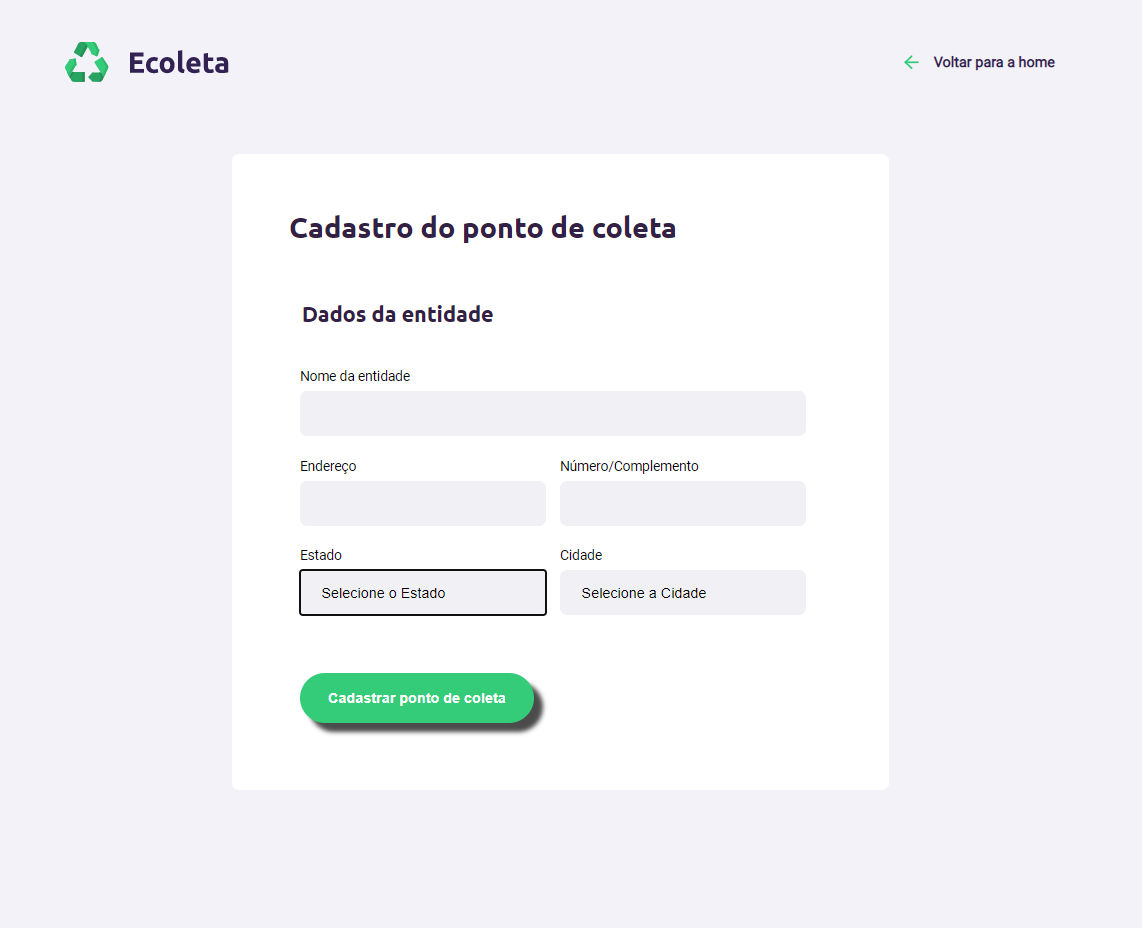 Ecoleta
Voltar para a home
Cadastro do ponto de coleta
Dados da entidade
Nome da entidade
Endereço
Número/Complemento
Estado
Cidade
Selecione o Estado
Selecione a Cidade
Cadastrar ponto de coleta